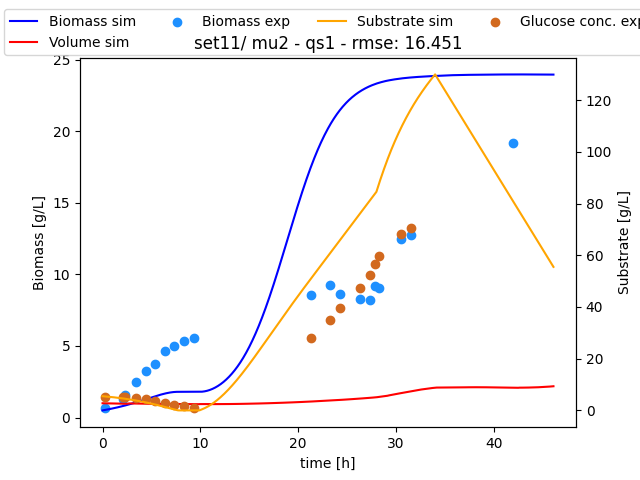 Biomass sim
Biomass exp
Substrate sim
Glucose conc. exp
Volume sim
set11/ mu2 - qs1 - rmse: 16.451
25
20
15
10
5
0
Biomass [g/L]
120
100
80
60
40
20
0
Substrate [g/L]
0 10 20 30 40
time [h]